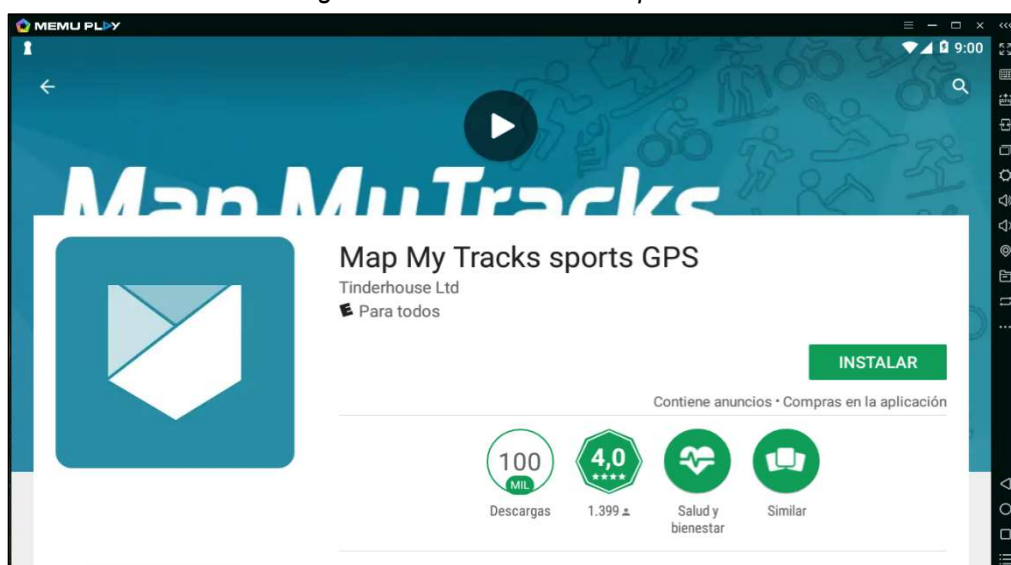 MEMU PLAY
9:00
Map My Tracks
Map My Tracks sports GPS
Tinderhouse Ltd
E Para todos
INSTALAR
Contiene anuncios • Compras en la aplicación
100
MIL
Descargas
4,0
1.399
Salud y
bienestar
Similar